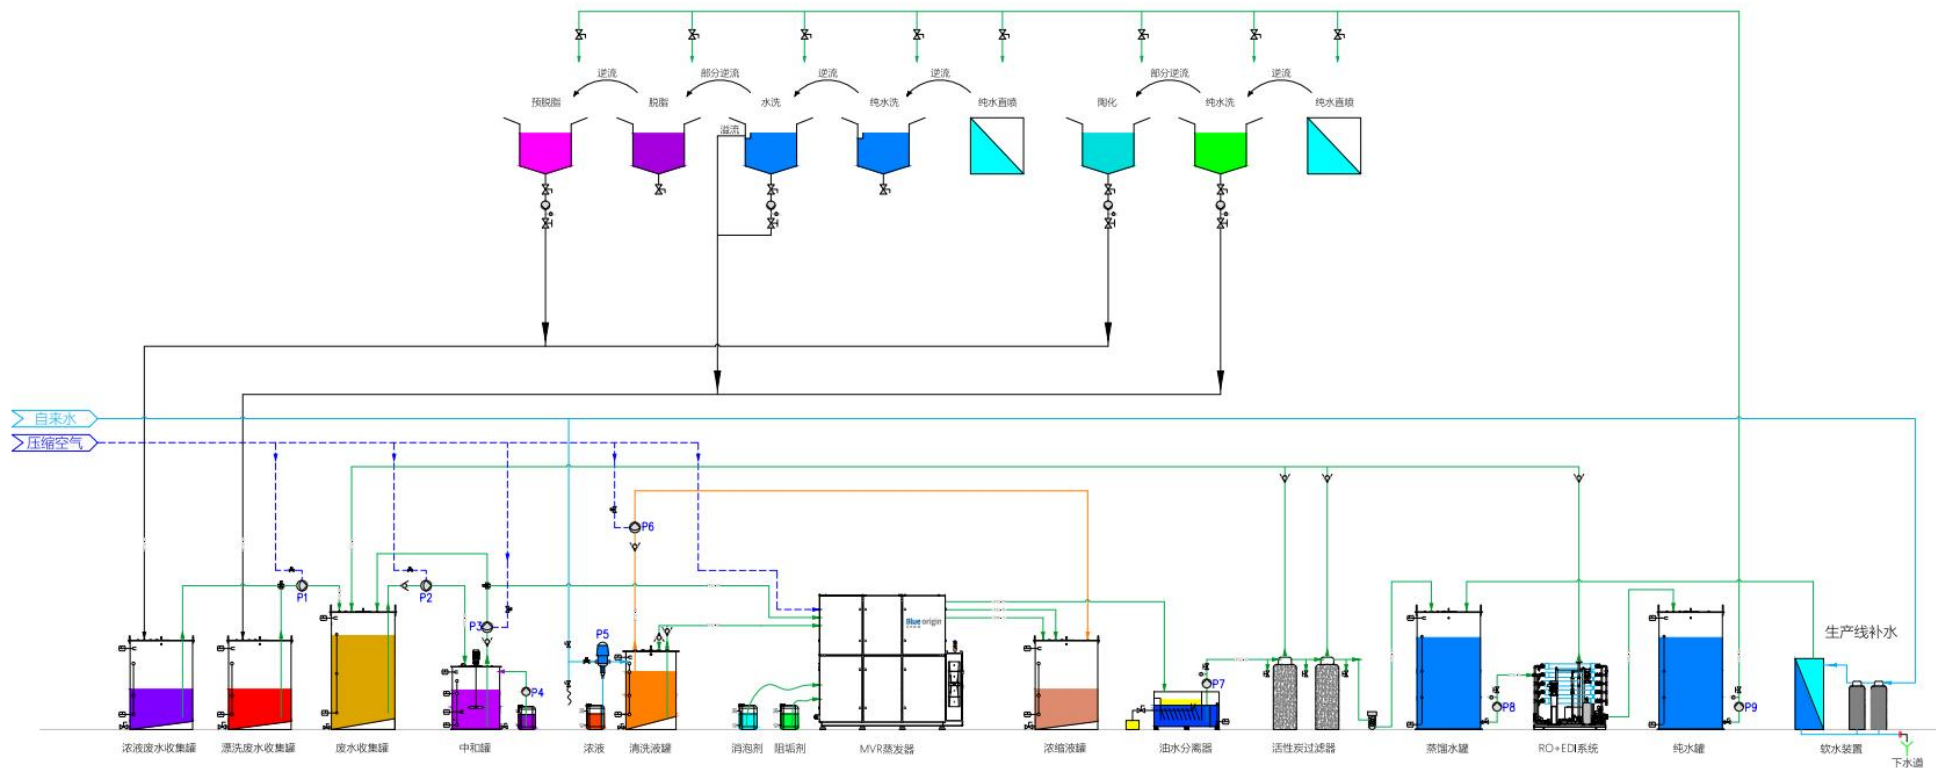 逆流
部分逆流
逆流
逆流
部分逆流
逆流
预脱脂
脱脂
水洗
纯水洗
纯水直喷
陶化
纯水洗
纯水直喷
溢流
自来水
压缩空气
P6
P1
P2
P3
P5
Blue origin
生产线补水
P4
P7
P8
P9
浓液废水收集罐
漂洗废水收集罐
废水收集罐
中和罐
浓液
清洗液罐
消泡剂
阻垢剂
MVR蒸发器
浓缩液罐
油水分离器
活性炭过滤器
蒸馏水罐
RO+EDI系统
纯水罐
软水装置
下水道